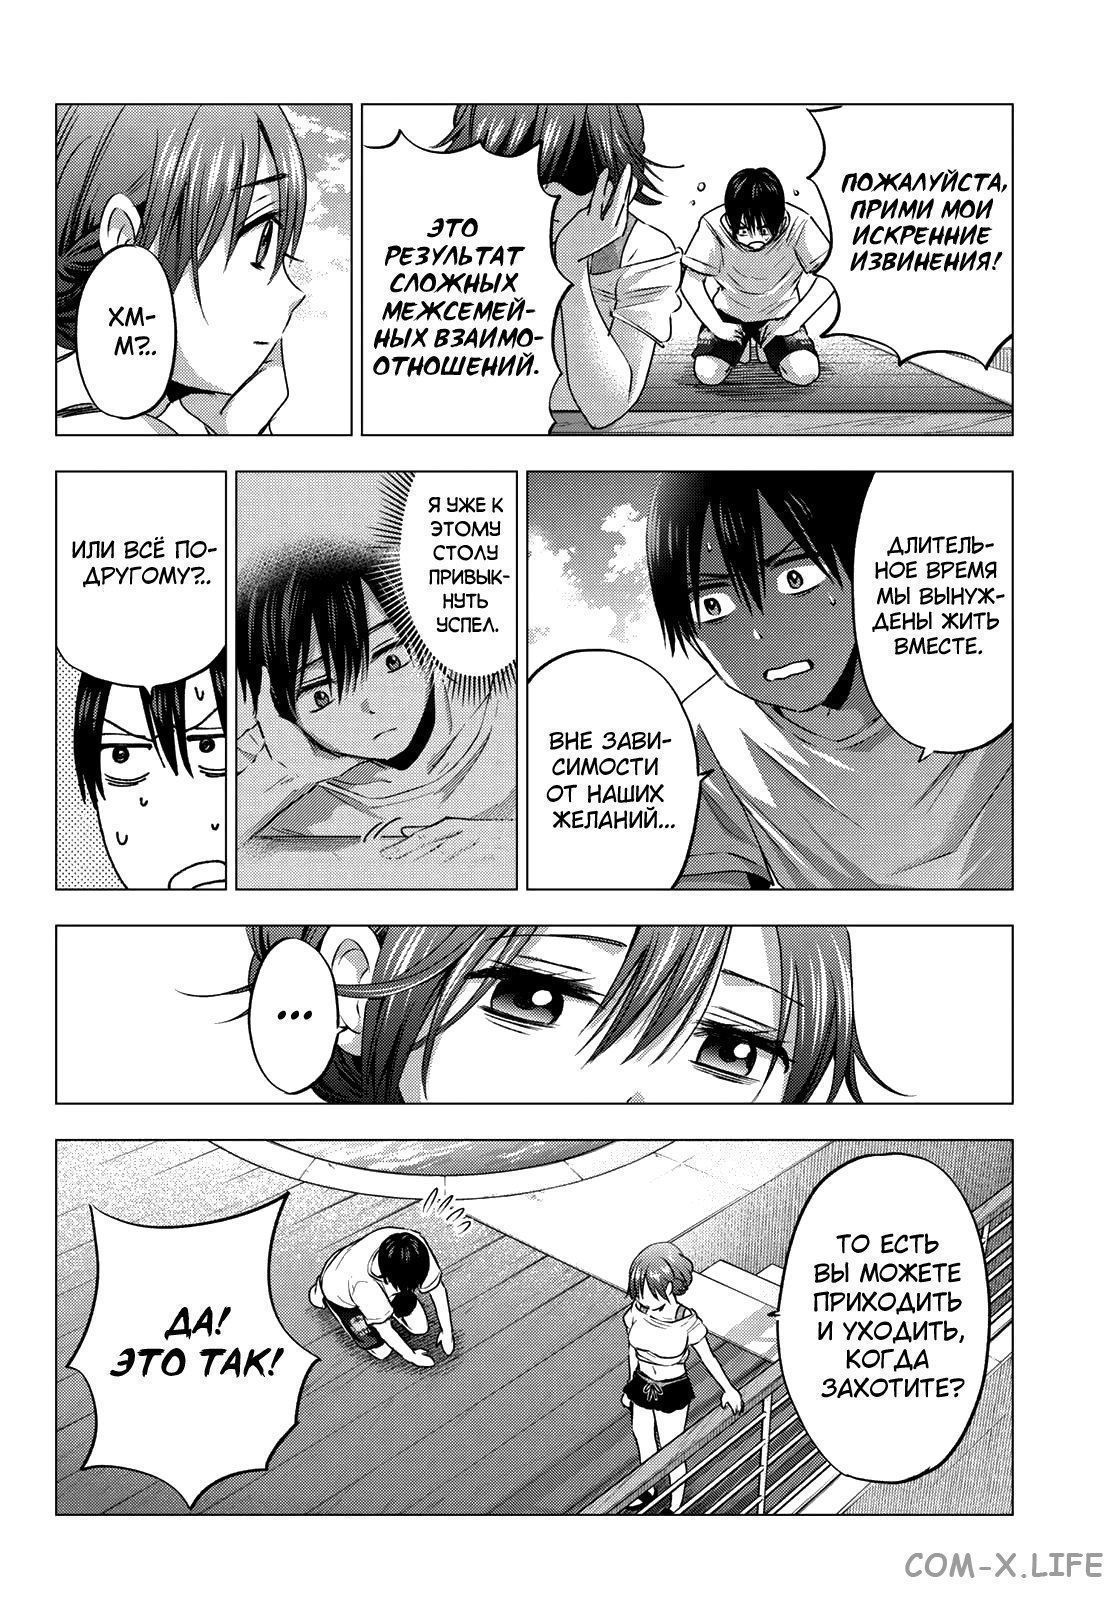 ПОЖАЛУЙСТА,
ПРИМИ МОИ
ИСКРЕННИЕ
ИЗВИНЕНИЯ!
ЭТО
РЕЗУЛЬТАТ
СЛОЖНЫХ
МЕЖСЕМЕЙ-
НЫХ ВЗАИМО-
ОТНОШЕНИЙ.
ХМ-
М?..
ДЛИТЕЛЬ-
НОЕ ВРЕМЯ
МЫ ВЫНУЖ-
ДЕНЫ ЖИТЬ
ВМЕСТЕ.
ВНЕ ЗАВИ-
СИМОСТИ
ОТ НАШИХ
ЖЕЛАНИЙ...
Я УЖЕ К
ЭТОМУ
СТОЛУ
ПРИВЫК-
НУТЬ
УСПЕЛ.
ИЛИ ВСЁ ПО-
ДРУГОМУ?..
...
ТО ЕСТЬ
ВЫ МОЖЕТЕ
ПРИХОДИТЬ
И УХОДИТЬ,
КОГДА
ЗАХОТИТЕ?
ДА!
ЭТО ТАК!
COM-X.LIFE